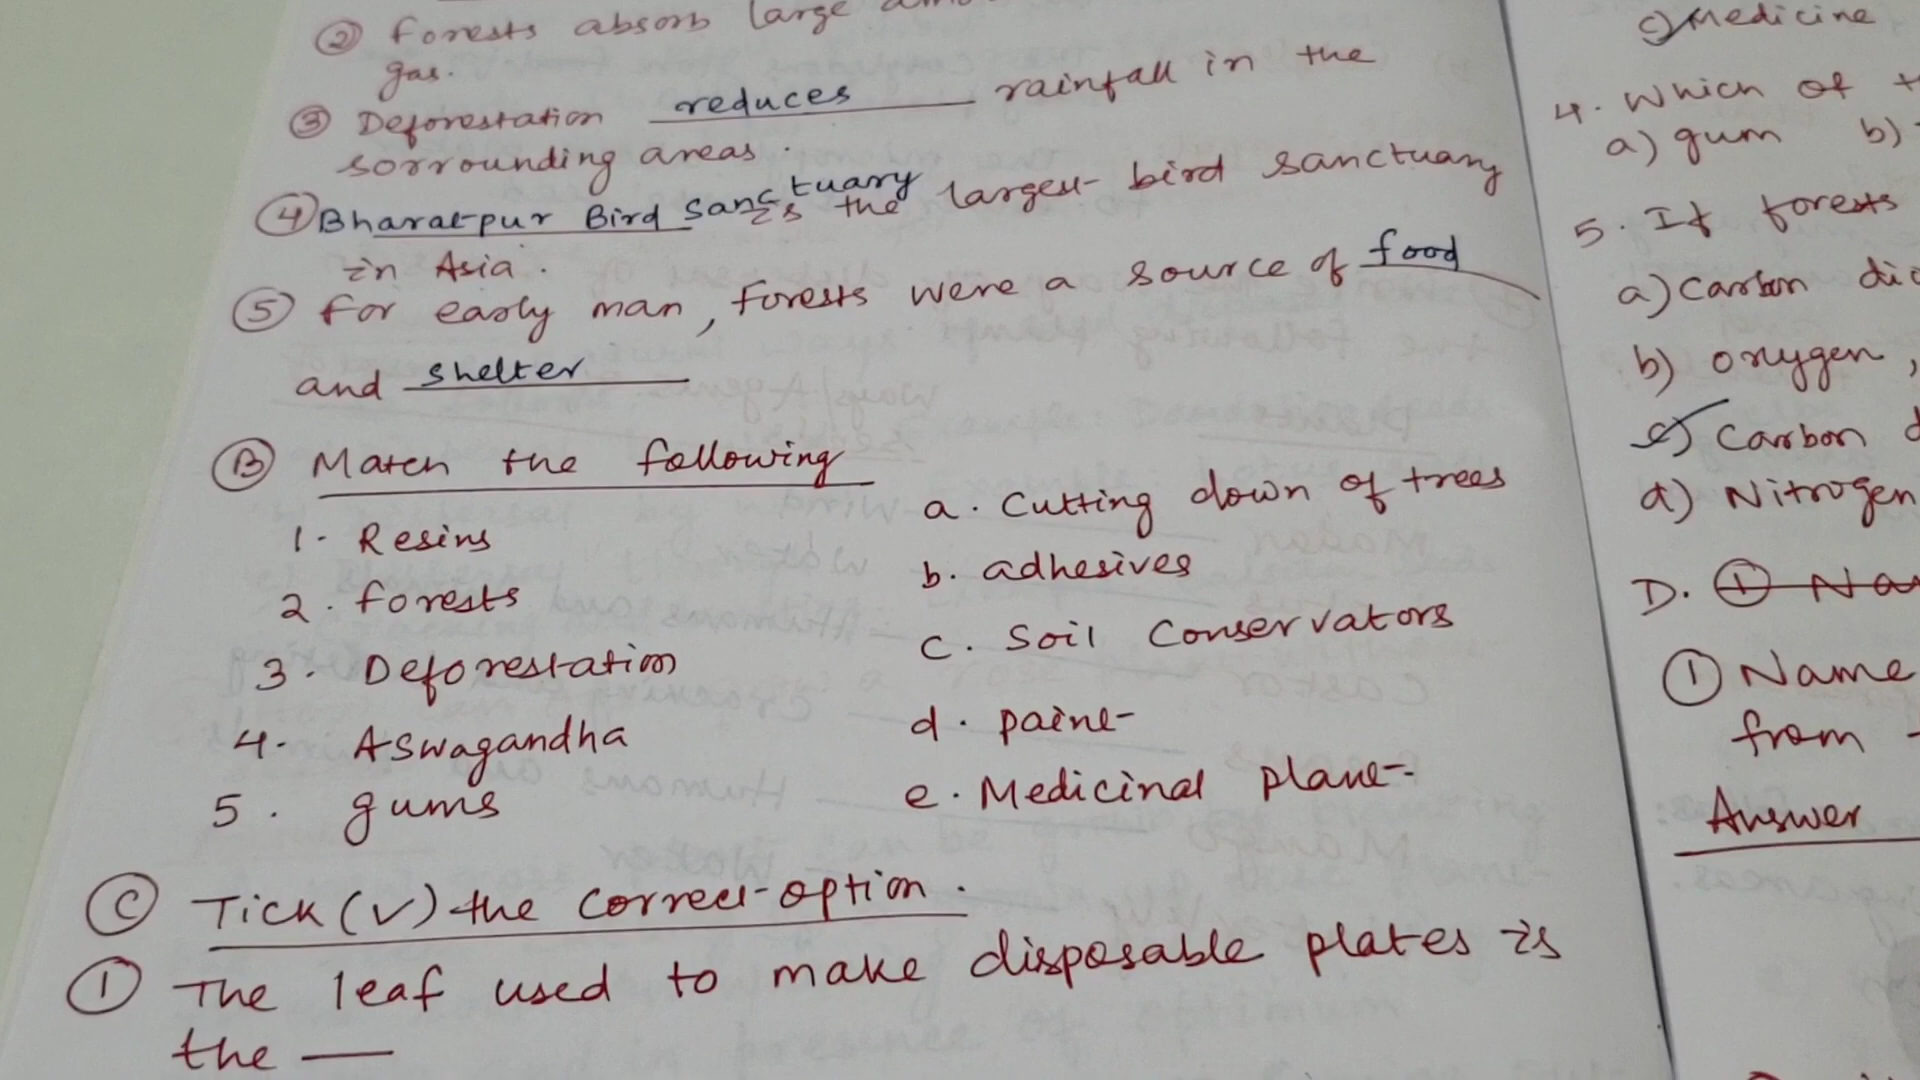 ② Forests absorb large
gas.
③ Deforestation reduces rainfall in the
sorrounding areas.
④ Bharatpur Bird Sanctuary is the largest bird sanctuary
in Asia.
⑤ For early man, Forests were a source of food
and shelter
Ⓑ Match the following
1. Resins
a. Cutting down of trees
2. forests
b. adhesives
3. Deforestation
c. Soil Conservators
4. Aswagandha
d. paint
5. gums
e. Medicinal plant.
Ⓒ Tick (√) the correct option.
① The leaf used to make disposable plates is
the —
c) Medicine
4. Which of
a) gum b)
5. If forests
a) Carbon
b) oxygen,
c) Carbon
d) Nitrogen
D. ①
① Name
from
Answer